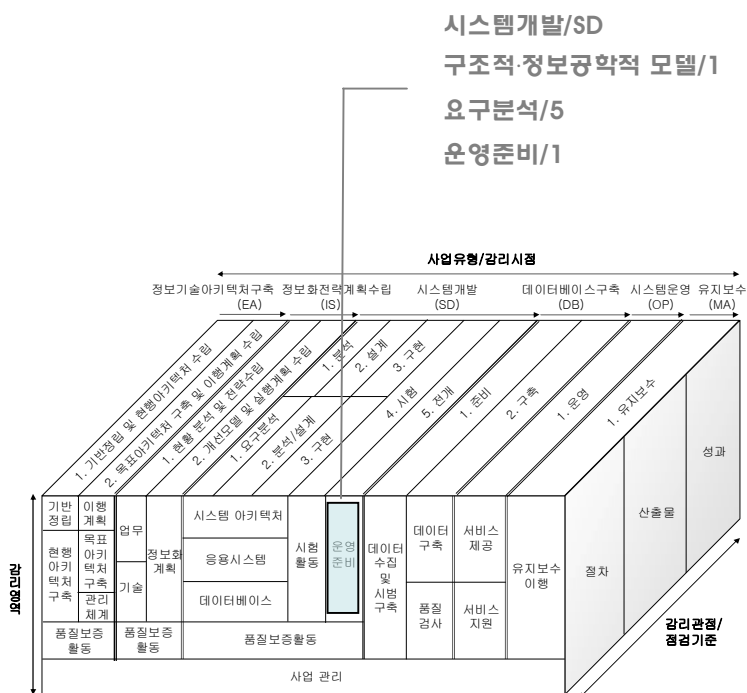 시스템개발/SD
구조적·정보공학적 모델/1
요구분석/5
운영준비/1
사업유형/감리시점
정보기술아키텍처구축
(EA)
정보화전략계획수립
(IS)
시스템개발
(SD)
데이터베이스구축
(DB)
시스템운영
(OP)
유지보수
(MA)
1. 기반정립 및 현행아키텍처 수립
2. 목표아키텍처 구축 및 이행계획 수립
1. 현황 분석 및 전략수립
2. 개선모델 및 실행계획 수립
1. 분석
2. 설계
3. 구현
1. 요구분석
2. 분석/설계
3. 구현
4. 시험
5. 전개
1. 준비
2. 구축
1. 운영
1. 유지보수
감리영역
기반
정립
이행
계획
현행
아키
텍처
구축
목표
아키
텍처
구축
관리
체계
품질보증
활동
업무
기술
정보화
계획
품질보증
활동
시스템 아키텍처
응용시스템
데이터베이스
시험
활동
운영
준비
품질보증활동
데이터
수집
및
시범
구축
데이터
구축
품질
검사
서비스
제공
서비스
지원
유지보수
이행
사업 관리
절차
산출물
성과
감리관점/
점검기준